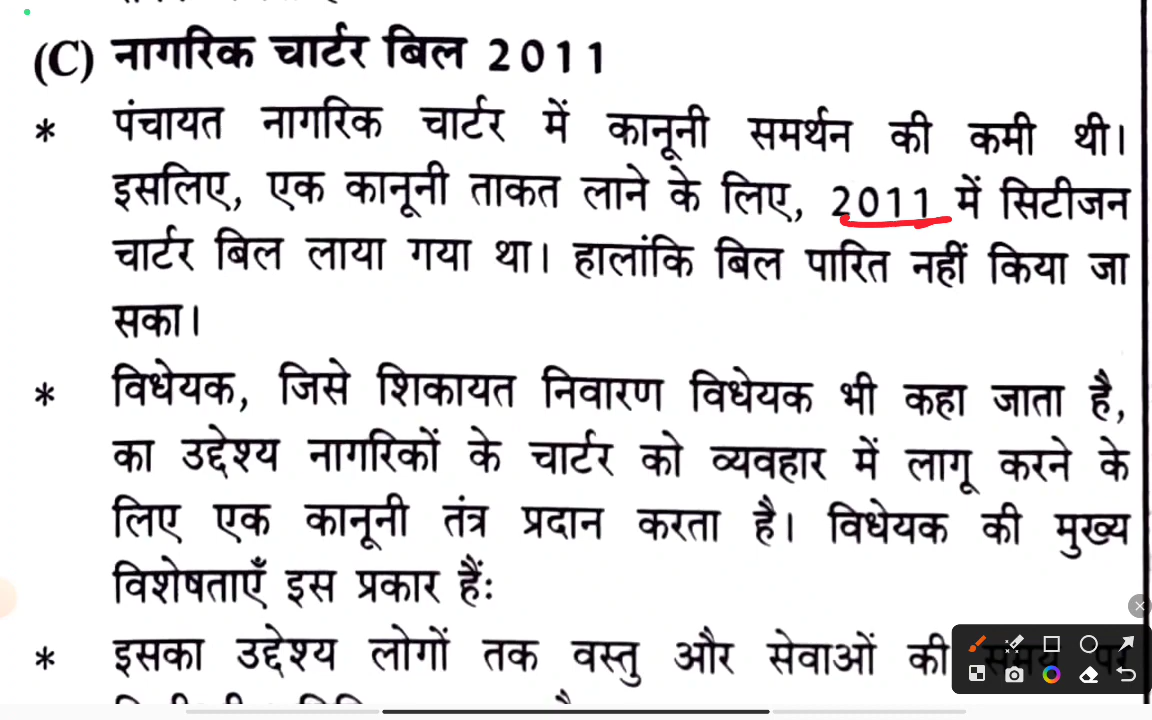 (C) नागरिक चार्टर बिल 2011
* पंचायत नागरिक चार्टर में कानूनी समर्थन की कमी थी।
इसलिए, एक कानूनी ताकत लाने के लिए, 2011 में सिटीजन
चार्टर बिल लाया गया था। हालांकि बिल पारित नहीं किया जा
सका।
* विधेयक, जिसे शिकायत निवारण विधेयक भी कहा जाता है,
का उद्देश्य नागरिकों के चार्टर को व्यवहार में लागू करने के
लिए एक कानूनी तंत्र प्रदान करता है। विधेयक की मुख्य
विशेषताएँ इस प्रकार हैं:
* इसका उद्देश्य लोगों तक वस्तु और सेवाओं की समय पर